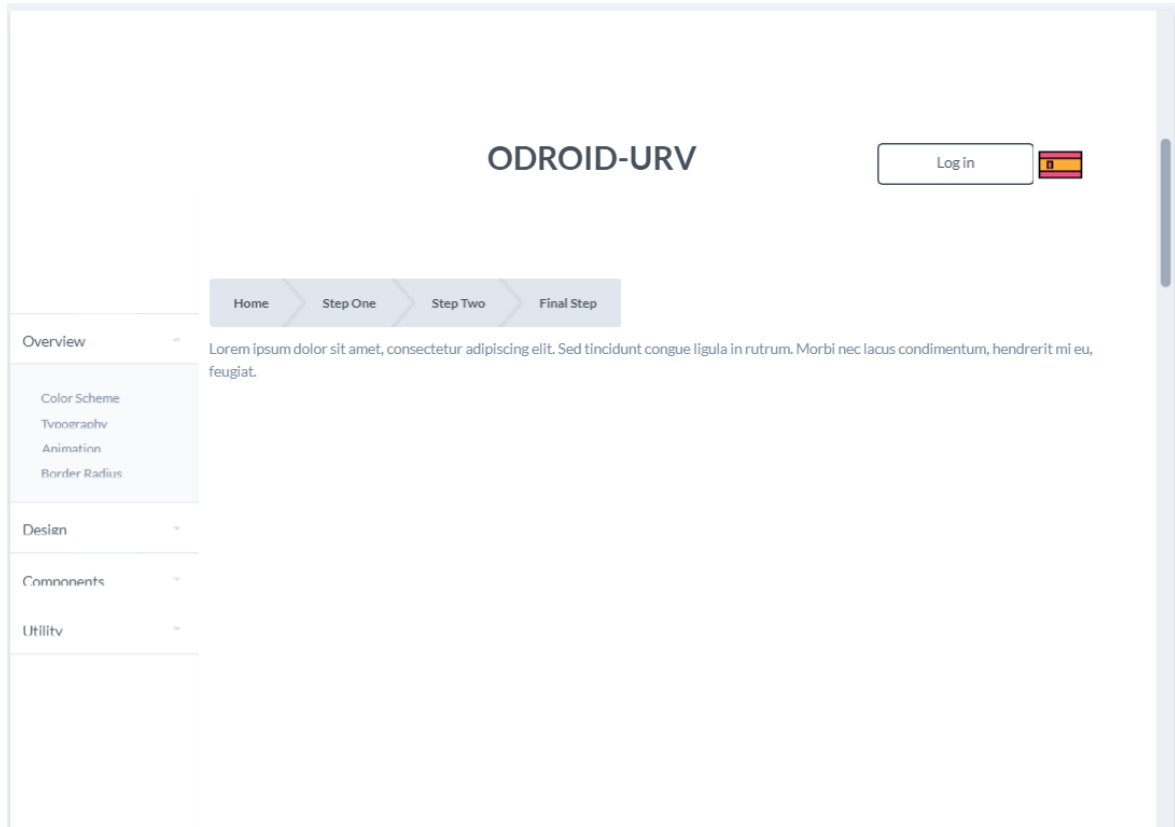 ODROID-URV
Log in
Home
Step One
Step Two
Final Step
Overview
Color Scheme
Typography
Animation
Border Radius
Design
Components
Utility
Lorem ipsum dolor sit amet, consectetur adipiscing elit. Sed tincidunt congue ligula in rutrum. Morbi nec lacus condimentum, hendrerit mi eu,
feugiat.